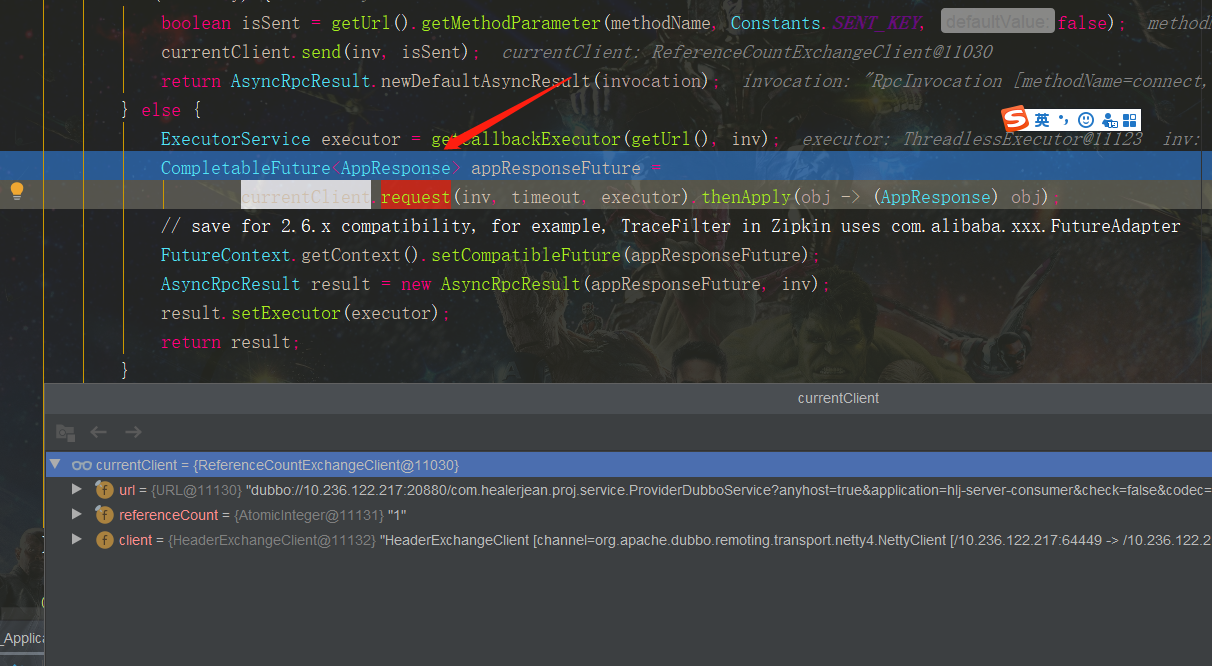 boolean isSent = getUrl().getMethodParameter(methodName, Constants.SENT_KEY, defaultValue: false);
currentClient.send(inv, isSent); currentClient: ReferenceCountExchangeClient@11030
return AsyncRpcResult.newDefaultAsyncResult(invocation); invocation: "RpcInvocation [methodName=connect,
} else {
ExecutorService executor = getCallbackExecutor(getUrl(), inv); executor: ThreadlessExecutor@11123 inv:
英
CompletableFuture<AppResponse> appResponseFuture =
currentClient.request(inv, timeout, executor).thenApply(obj -> (AppResponse) obj);
// save for 2.6.x compatibility, for example, TraceFilter in Zipkin uses com.alibaba.xxx.FutureAdapter
FutureContext.getContext().setCompatibleFuture(appResponseFuture);
AsyncRpcResult result = new AsyncRpcResult(appResponseFuture, inv);
result.setExecutor(executor);
return result;
}
currentClient
currentClient = {ReferenceCountExchangeClient@11030}
url = {URL@11130} "dubbo://10.236.122.217:20880/com.healerjean.proj.service.ProviderDubboService?anyhost=true&application=hlj-server-consumer&check=false&codec=
referenceCount = {AtomicInteger@11131} "1"
client = {HeaderExchangeClient@11132} "HeaderExchangeClient [channel=org.apache.dubbo.remoting.transport.netty4.NettyClient [/10.236.122.217:64449 -> /10.236.122.2
_Applica